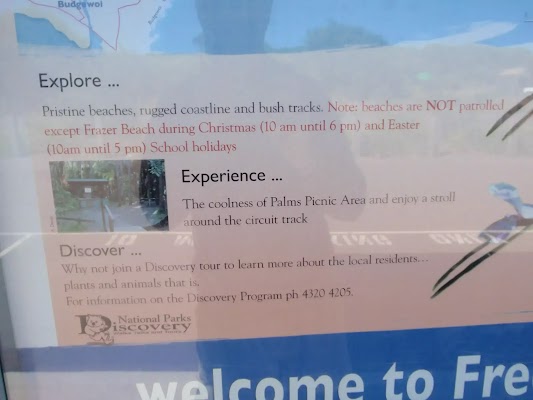 Budgewoi
Explore ...
Pristine beaches, rugged coastline and bush tracks. Note: beaches are NOT patrolled
except Frazer Beach during Christmas (10 am until 6 pm) and Easter
(10am until 5 pm) School holidays
Experience ...
The coolness of Palms Picnic Area and enjoy a stroll
around the circuit track
Discover ...
Why not join a Discovery tour to learn more about the local residents...
plants and animals that is.
For information on the Discovery Program ph 4320 4205.
National Parks
Discovery
welcome to Fre